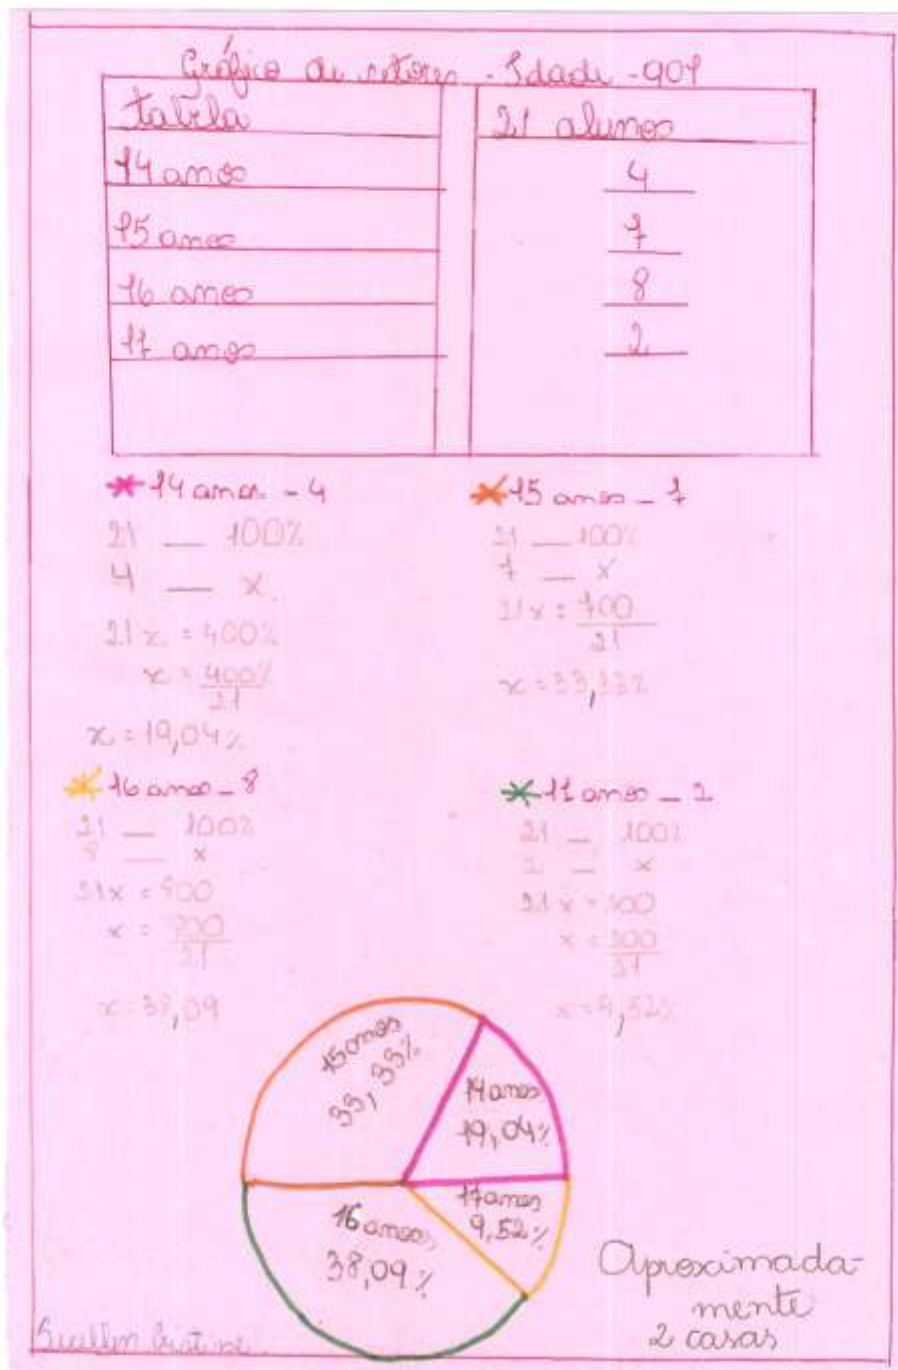 Gráfico de setores - Idade - 901
tabela 21 alunos
14 anos 4
15 anos 7
16 anos 8
17 anos 2
14 anos - 4
21 — 100%
4 — x
21x = 400%
x = 400%
21
x = 19,04%
15 anos - 7
21 — 100%
7 — x
21x = 700
21
x = 33,33%
16 anos - 8
21 — 100%
8 — x
21x = 800
x = 800
21
x = 38,09
17 anos - 2
21 — 100%
2 — x
21x = 200
x = 200
21
x = 9,52%
15 anos
33,33%
14 anos
19,04%
17 anos
9,52%
16 anos
38,09%
Aproximada-
mente
2 casas